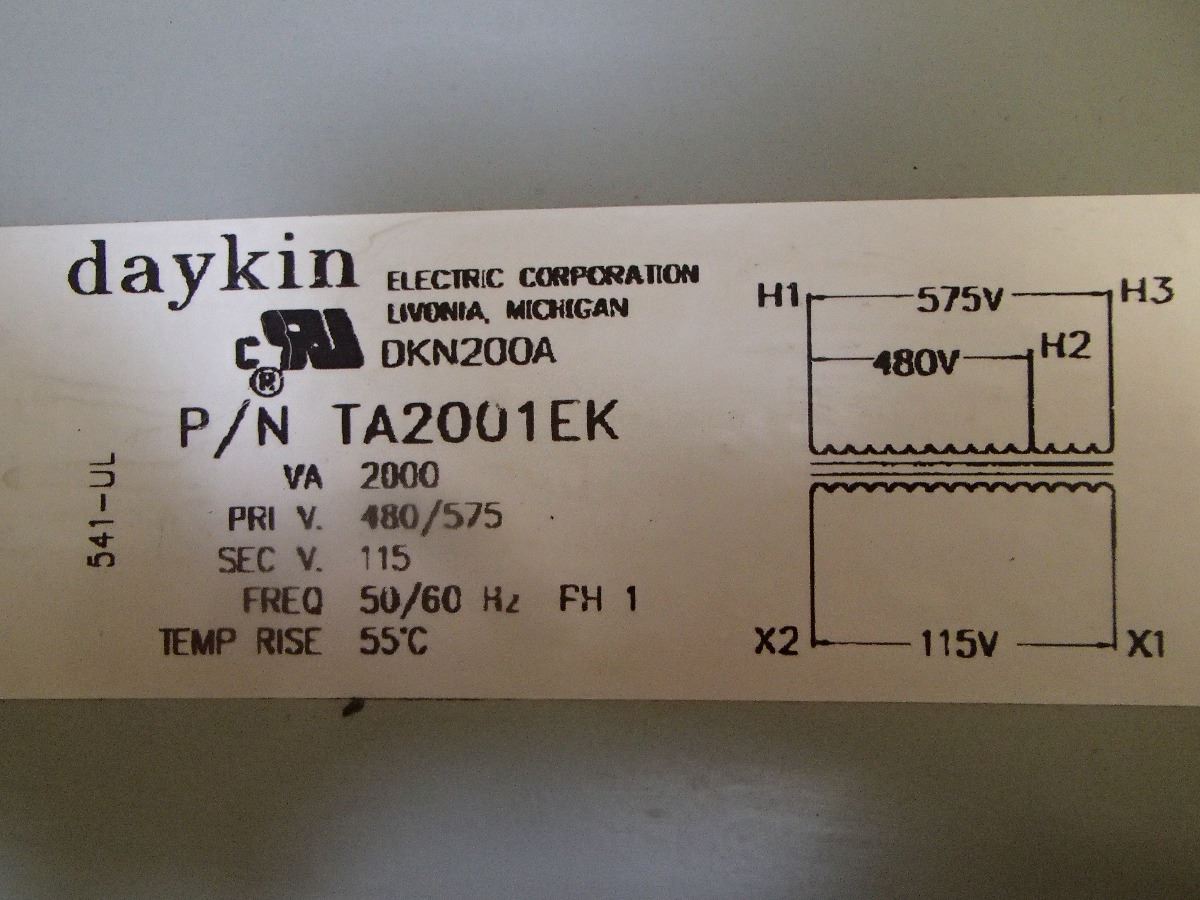 daykin ELECTRIC CORPORATION
LIVONIA, MICHIGAN
c RU ® DKN200A
P/N TA2001EK
VA 2000
PRI V. 480/575
SEC V. 115
FREQ 50/60 Hz FH 1
TEMP RISE 55°C
541-UL
H1 575V H3
480V H2
X2 115V X1